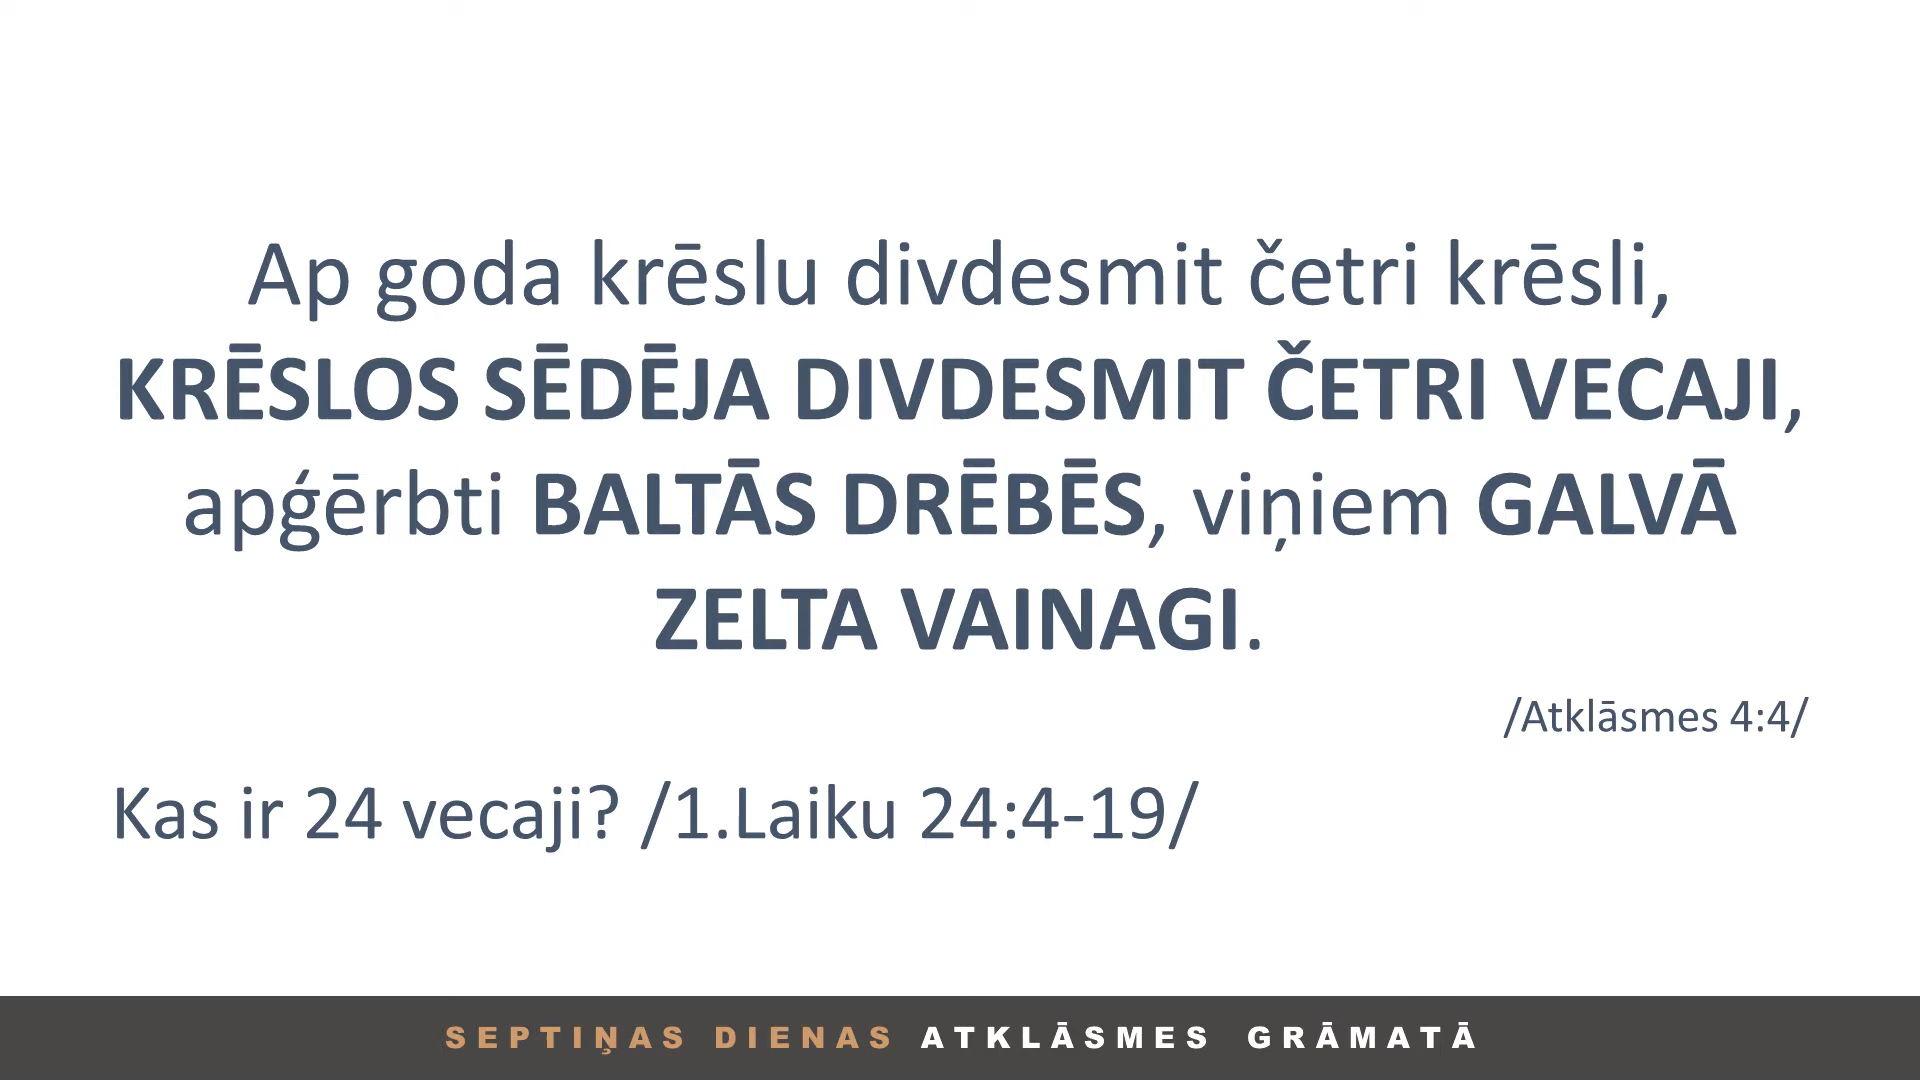 Ap goda krēslu divdesmit četri krēsli,
KRĒSLOS SĒDĒJA DIVDESMIT ČETRI VECAJI,
apģērbti BALTĀS DRĒBĒS, viņiem GALVĀ
ZELTA VAINAGI.
/Atklāsmes 4:4/
Kas ir 24 vecaji? /1.Laiku 24:4-19/
SEPTIŅAS DIENAS ATKLĀSMES GRĀMATĀ